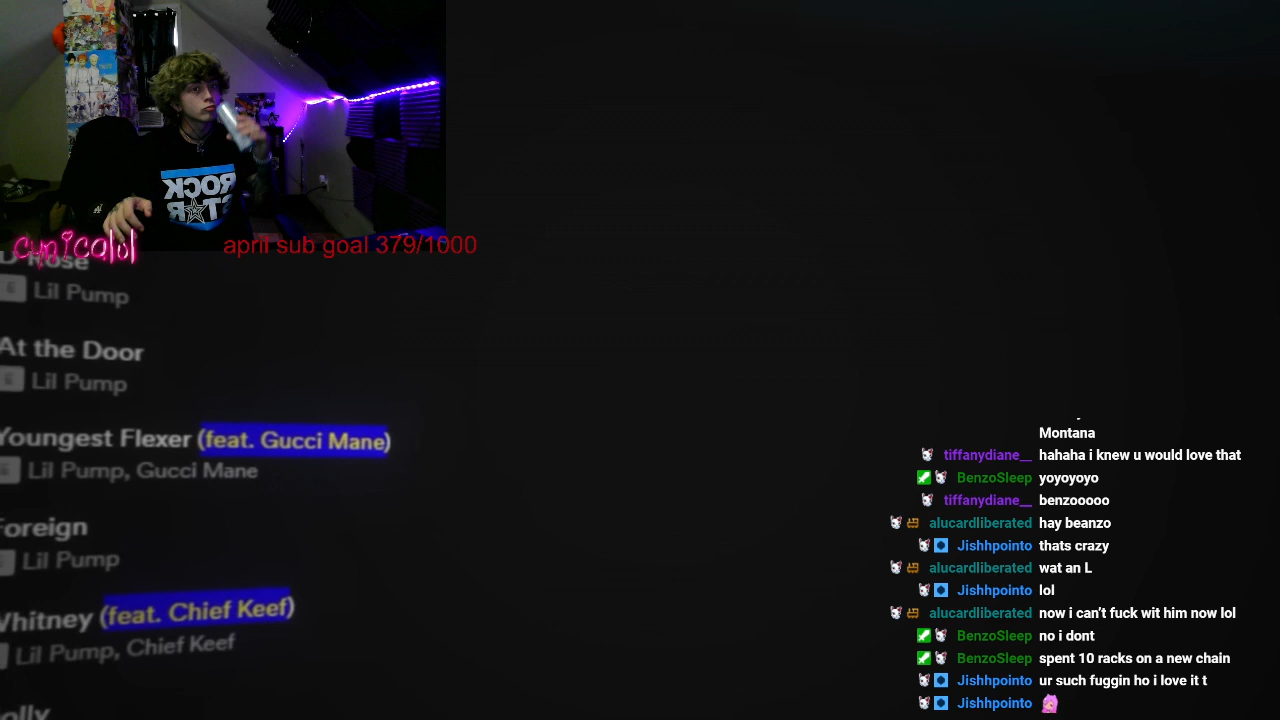 ROCK
ST★R
cynicalol
april sub goal 379/1000
D Rose
E Lil Pump
At the Door
E Lil Pump
Youngest Flexer (feat. Gucci Mane)
E Lil Pump, Gucci Mane
Foreign
E Lil Pump
Whitney (feat. Chief Keef)
Lil Pump, Chief Keef
olly
Montana
tiffanydiane__ hahaha i knew u would love that
BenzoSleep yoyoyoyo
tiffanydiane__ benzooooo
alucardliberated hay beanzo
Jishhpointo thats crazy
alucardliberated wat an L
Jishhpointo lol
alucardliberated now i can't fuck wit him now lol
BenzoSleep no i dont
BenzoSleep spent 10 racks on a new chain
Jishhpointo ur such fuggin ho i love it t
Jishhpointo